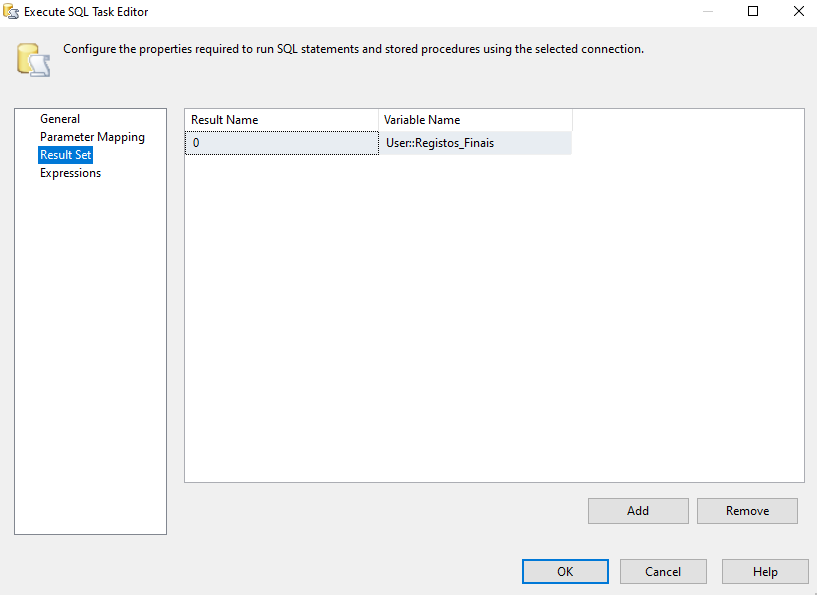 Execute SQL Task Editor
Configure the properties required to run SQL statements and stored procedures using the selected connection.
General
Parameter Mapping
Result Set
Expressions
Result Name Variable Name
0 User::Registos_Finais
Add Remove
OK Cancel Help